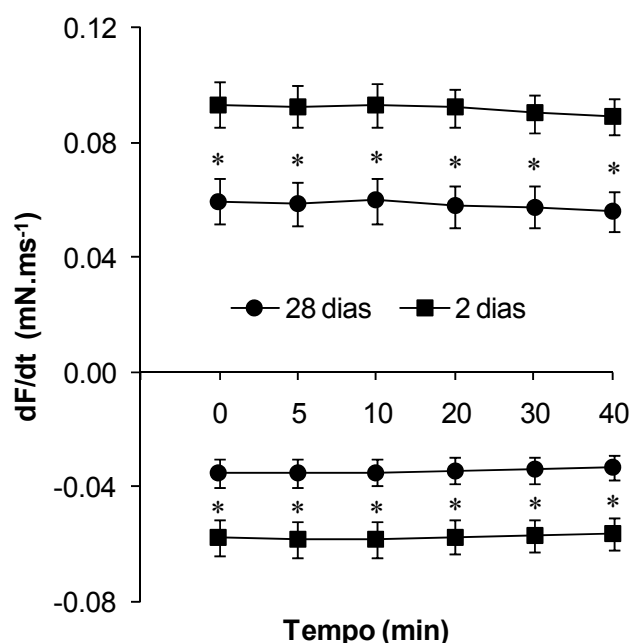 0.12
0.08
* * * * * *
0.04
28 dias 2 dias
dF/dt (mN.ms⁻¹)
0.00
0 5 10 20 30 40
-0.04
* * * * * *
-0.08
Tempo (min)